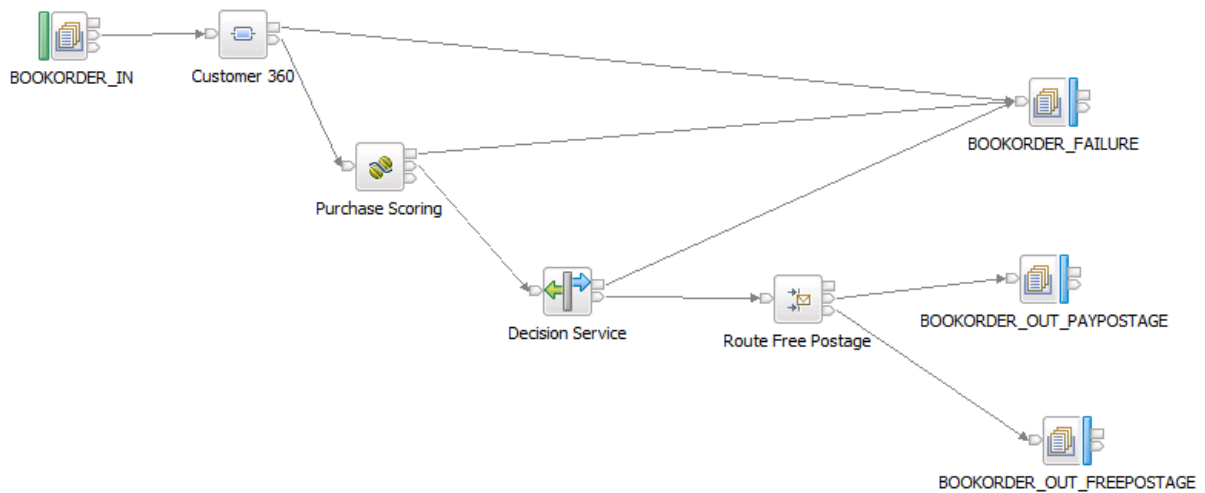 BOOKORDER_IN
Customer 360
BOOKORDER_FAILURE
Purchase Scoring
Decision Service
Route Free Postage
BOOKORDER_OUT_PAYPOSTAGE
BOOKORDER_OUT_FREEPOSTAGE